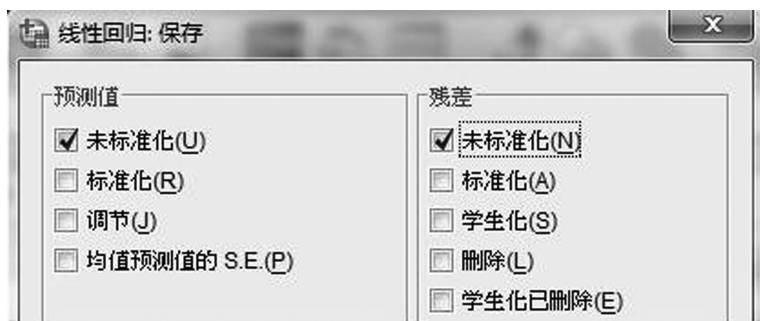 线性回归: 保存
预测值
未标准化(U)
标准化(R)
调节(J)
均值预测值的 S.E.(P)
残差
未标准化(N)
标准化(A)
学生化(S)
删除(L)
学生化已删除(E)